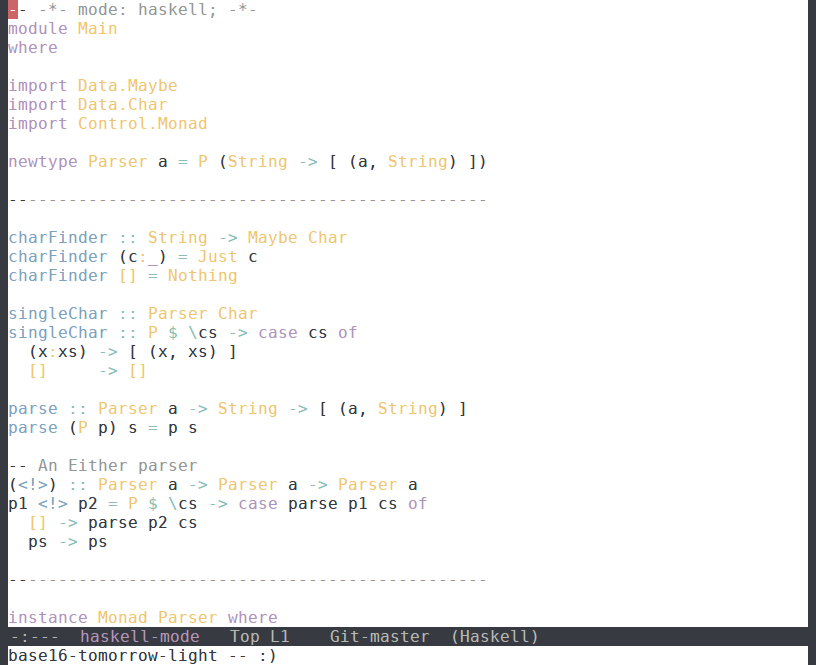 -- -*- mode: haskell; -*-
module Main
where

import Data.Maybe
import Data.Char
import Control.Monad

newtype Parser a = P (String -> [ (a, String) ])

------------------------------------------------

charFinder :: String -> Maybe Char
charFinder (c:_) = Just c
charFinder [] = Nothing

singleChar :: Parser Char
singleChar :: P $ \cs -> case cs of
  (x:xs) -> [ (x, xs) ]
  []     -> []

parse :: Parser a -> String -> [ (a, String) ]
parse (P p) s = p s

-- An Either parser
(<!>) :: Parser a -> Parser a -> Parser a
p1 <!> p2 = P $ \cs -> case parse p1 cs of
  [] -> parse p2 cs
  ps -> ps

------------------------------------------------

instance Monad Parser where
-:---  haskell-mode   Top L1    Git-master  (Haskell)
base16-tomorrow-light -- :)